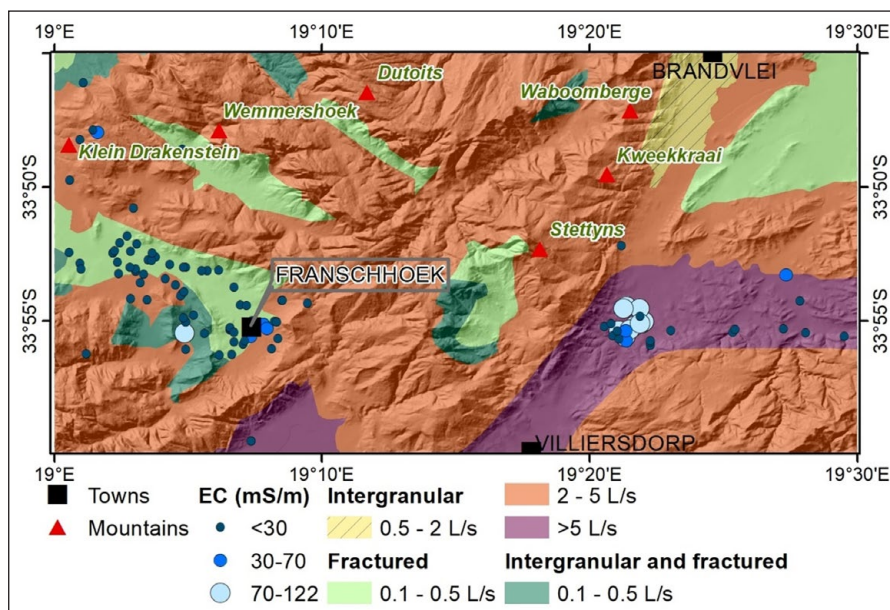 19°E 19°10'E 19°20'E 19°30'E
BRANDVLEI
Dutoits
Waboomberge
Wemmershoek
Klein Drakenstein
Kweekkraai
33°50'S 33°50'S
Stettyns
FRANSCHHOEK
33°55'S 33°55'S
VILLIERSDORP
19°E 19°10'E 19°20'E 19°30'E
Towns EC (mS/m) Intergranular 2 - 5 L/s
Mountains <30 0.5 - 2 L/s >5 L/s
30-70 Fractured Intergranular and fractured
70-122 0.1 - 0.5 L/s 0.1 - 0.5 L/s